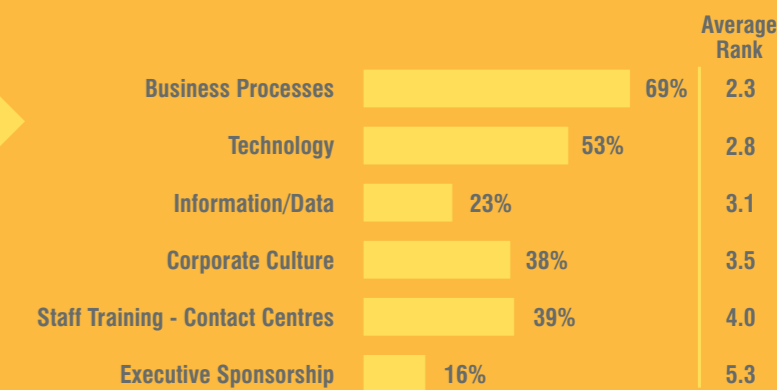 Average
Rank
Business Processes 69% 2.3
Technology 53% 2.8
Information/Data 23% 3.1
Corporate Culture 38% 3.5
Staff Training - Contact Centres 39% 4.0
Executive Sponsorship 16% 5.3